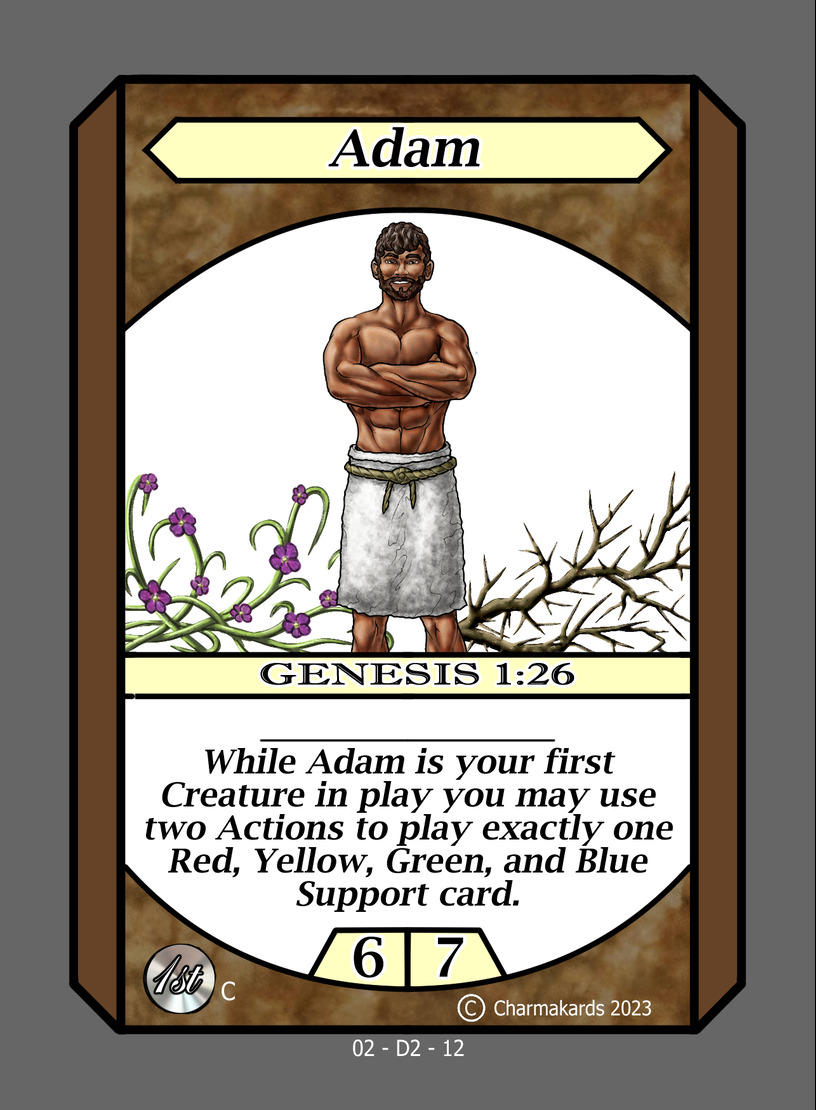 Adam
GENESIS 1:26
While Adam is your first
Creature in play you may use
two Actions to play exactly one
Red, Yellow, Green, and Blue
Support card.
6 7
1st C
© Charmakards 2023
02 - D2 - 12